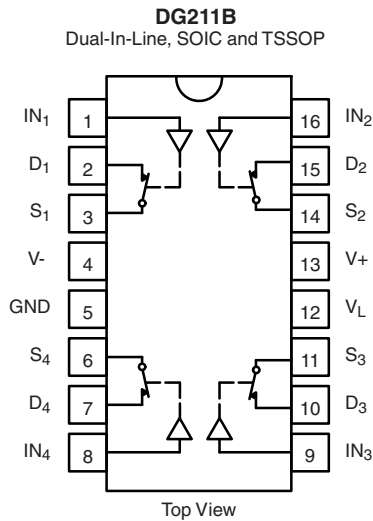 DG211B
Dual-In-Line, SOIC and TSSOP
IN1 1 16 IN2
D1 2 15 D2
S1 3 14 S2
V- 4 13 V+
GND 5 12 VL
S4 6 11 S3
D4 7 10 D3
IN4 8 9 IN3
Top View